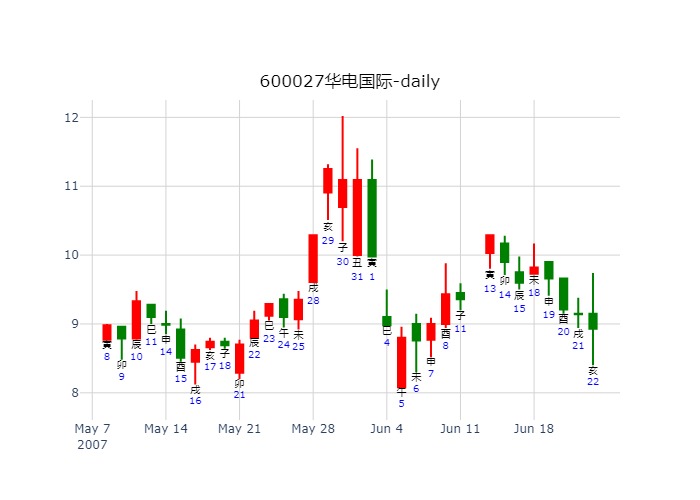 600027华电国际-daily
12
11
10
9
8
寅
8
卯
9
辰
10
巳
11
申
14
酉
15
戌
16
亥
17
子
18
卯
21
辰
22
巳
23
午
24
未
25
戌
28
亥
29
子
30
丑
31
寅
1
巳
4
午
5
未
6
申
7
酉
8
子
11
寅
13
卯
14
辰
15
未
18
申
19
酉
20
戌
21
亥
22
May 7
2007
May 14
May 21
May 28
Jun 4
Jun 11
Jun 18